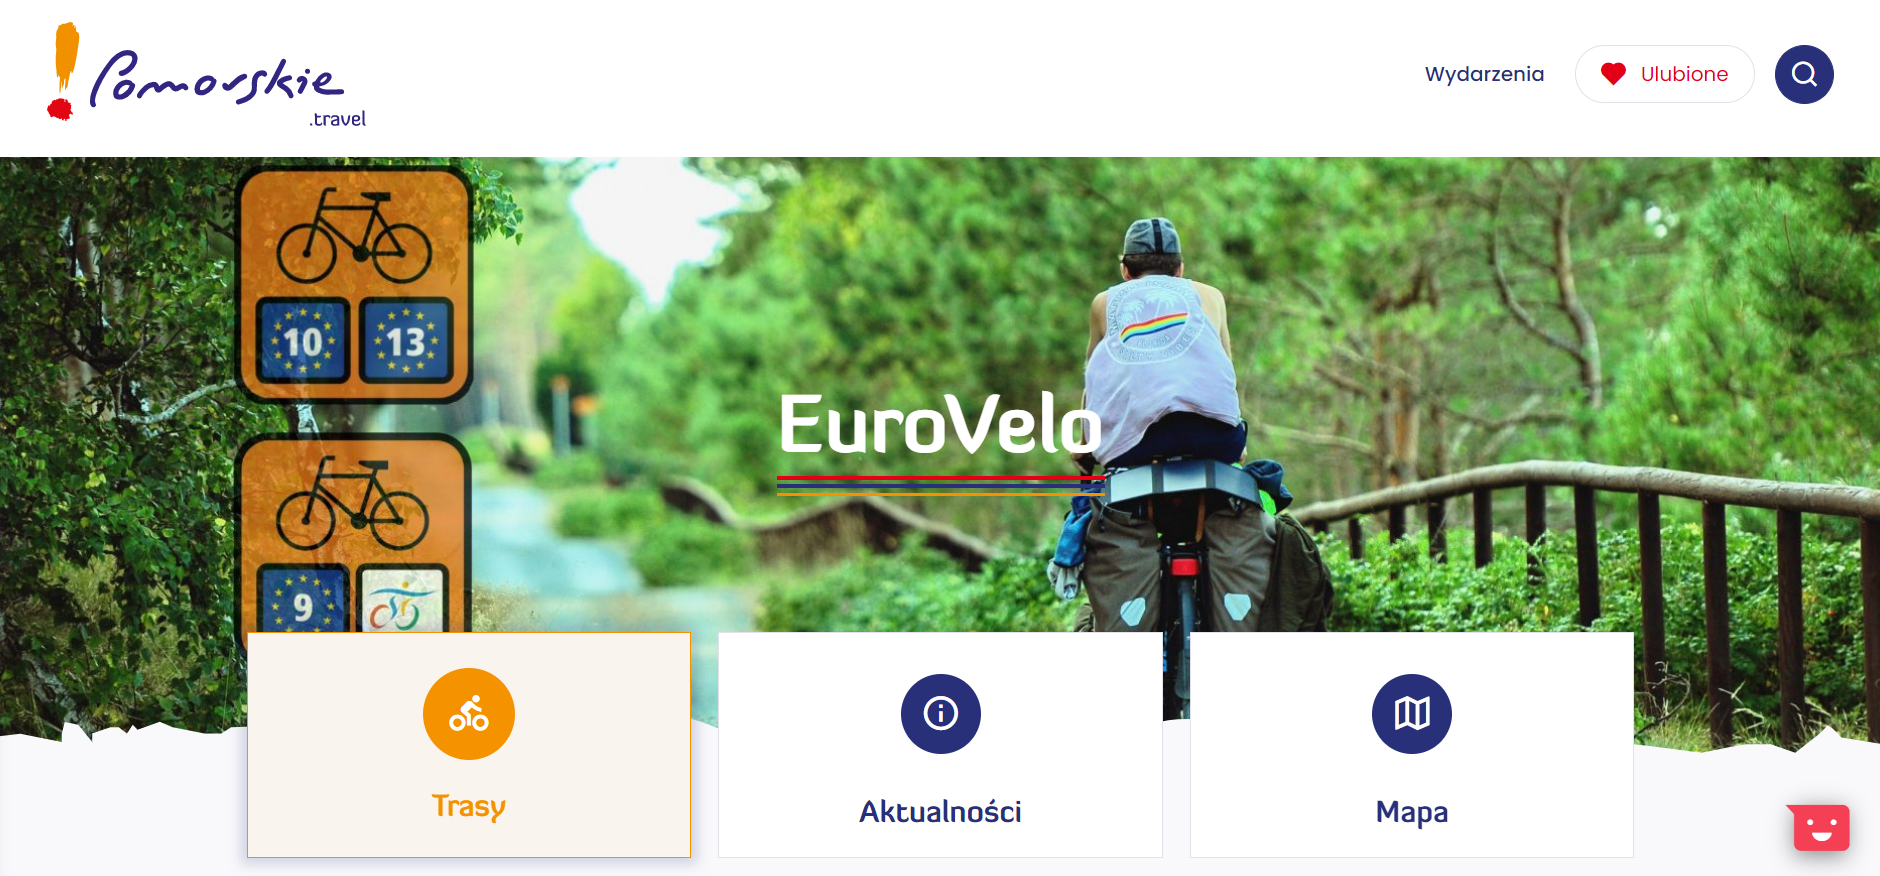 Pomorskie
.travel
Wydarzenia
Ulubione
10 13
EuroVelo
9
Trasy
Aktualności
Mapa